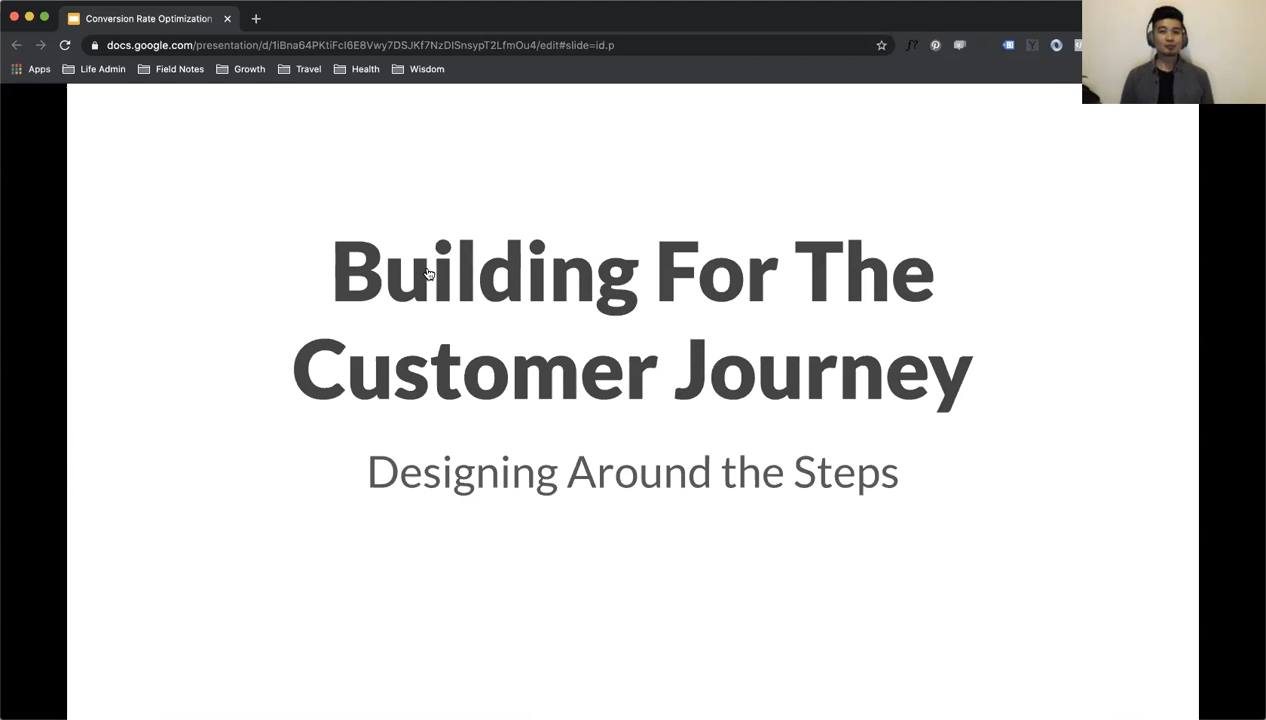 Conversion Rate Optimization
docs.google.com/presentation/d/1iBna64PKtiFcI6E8Vwy7DSJKf7NzDISnsypT2LfmOu4/edit#slide=id.p
Apps Life Admin Field Notes Growth Travel Health Wisdom
Building For The
Customer Journey
Designing Around the Steps